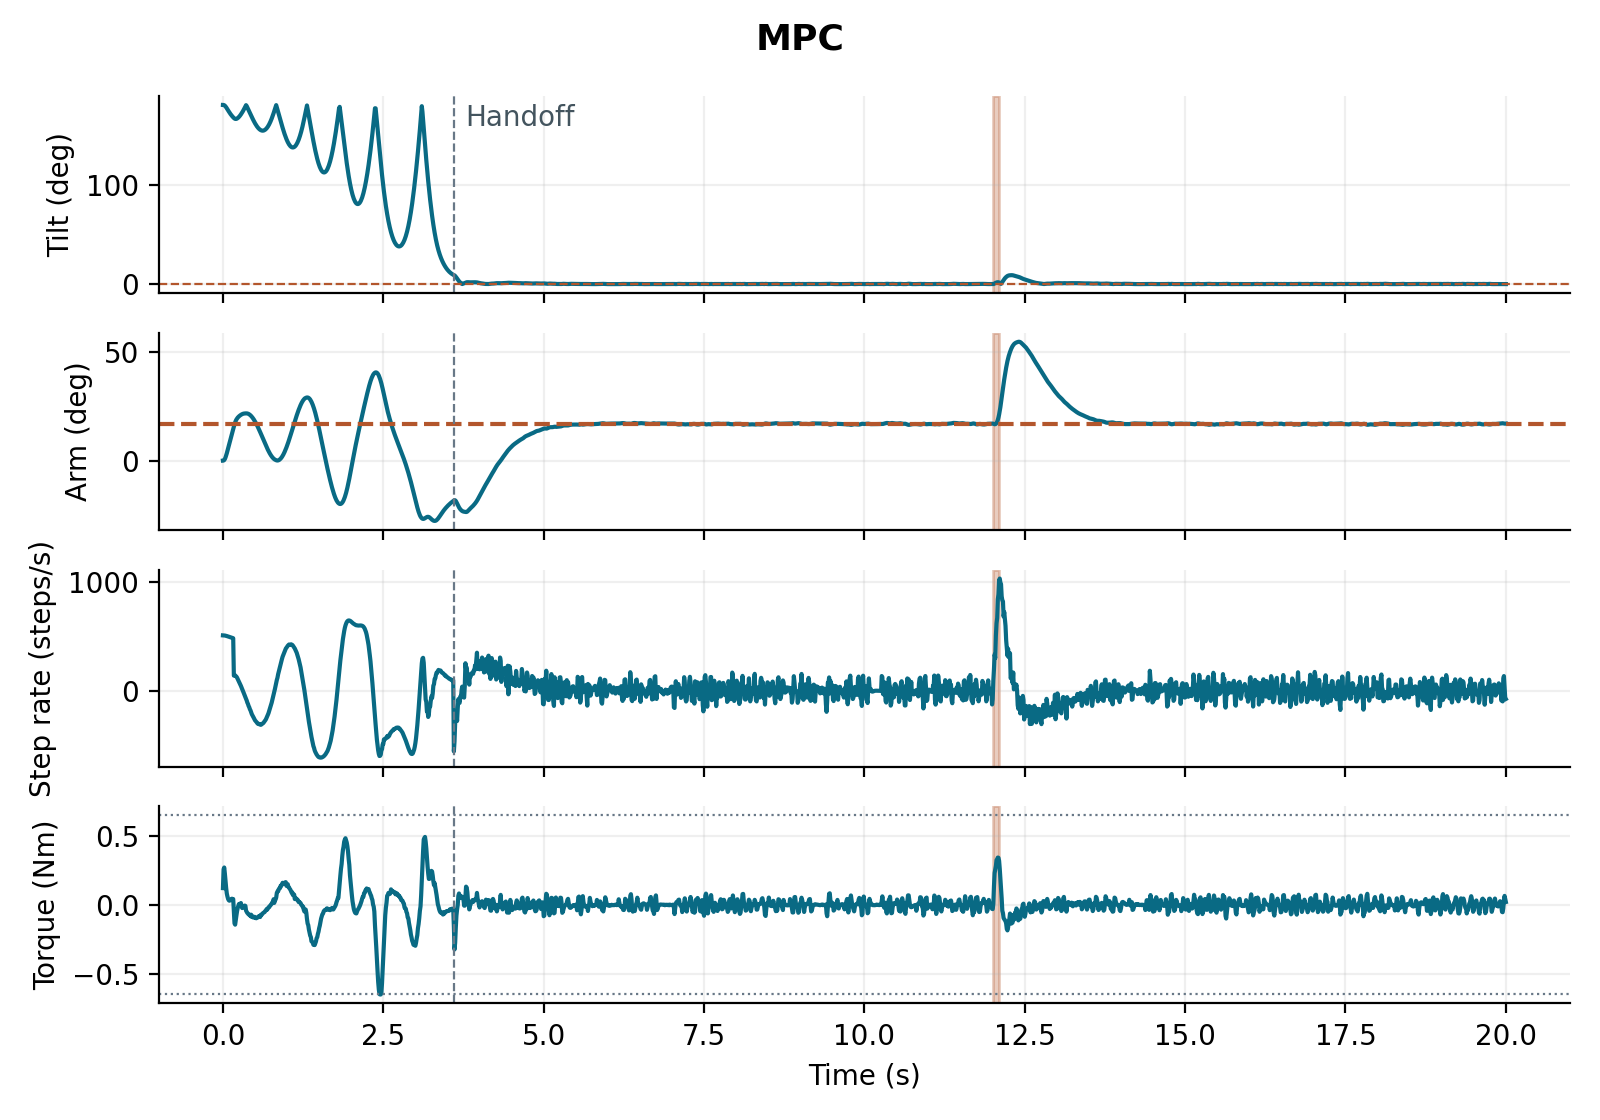 MPC
Tilt (deg)
100
0
Handoff
Arm (deg)
50
0
Step rate (steps/s)
1000
0
Torque (Nm)
0.5
0.0
−0.5
0.0 2.5 5.0 7.5 10.0 12.5 15.0 17.5 20.0
Time (s)